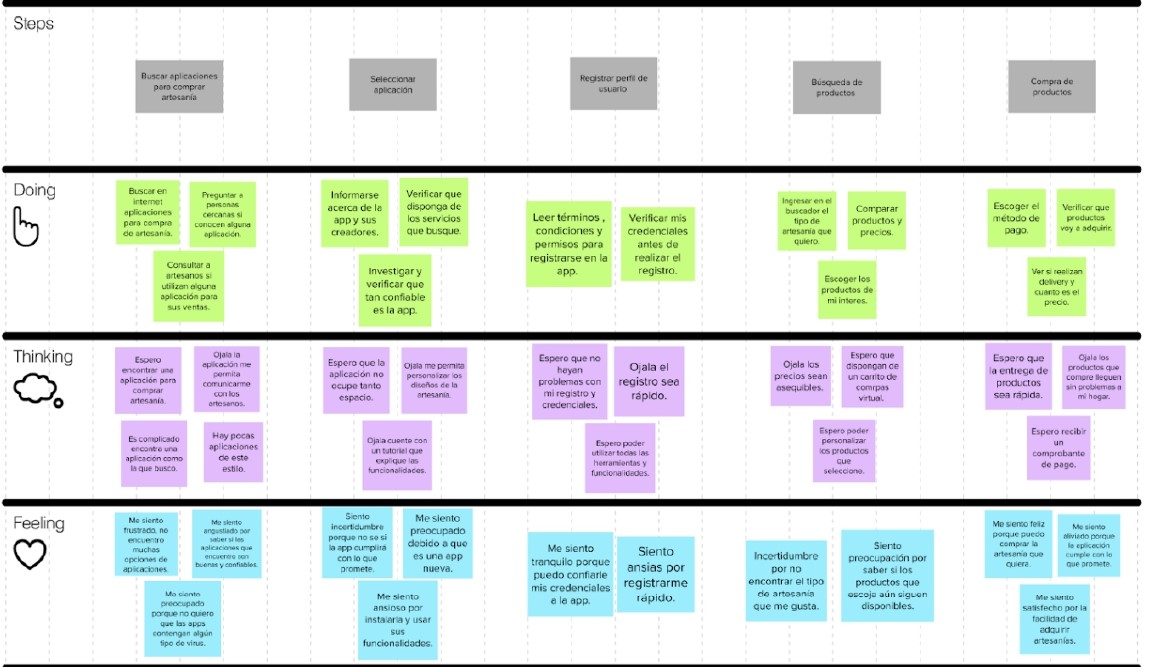 Steps
Buscar aplicaciones
para comprar
artesanía
Seleccionar
aplicación
Registrar perfil de
usuario
Búsqueda de
productos
Compra de
productos
Doing
Buscar en
internet
aplicaciones
para compra
de artesanía.
Preguntar a
personas
cercanas si
conocen alguna
aplicación.
Consultar a
artesanos si
utilizan alguna
aplicación para
sus ventas.
Informarse
acerca de la
app y sus
creadores.
Verificar que
disponga de
los servicios
que busque.
Investigar y
verificar que
tan confiable
es la app.
Leer términos ,
condiciones y
permisos para
registrarse en la
app.
Verificar mis
credenciales
antes de
realizar el
registro.
Ingresar en el
buscador el
tipo de
artesanía que
quiero.
Comparar
productos y
precios.
Escoger los
productos de
mi interes.
Escoger el
método de
pago.
Verificar que
productos
voy a adquirir.
Ver si realizan
delivery y
cuanto es el
precio.
Thinking
Espero
encontrar una
aplicación para
comprar
artesanía.
Ojala la
aplicación me
permita
comunicarme
con los
artesanos.
Es complicado
encontra una
aplicación como
la que busco.
Hay pocas
aplicaciones
de este
estilo.
Espero que la
aplicación no
ocupe tanto
espacio.
Ojala me permita
personalizar los
diseños de la
artesanía.
Ojala cuente con
un tutorial que
explique las
funcionalidades.
Espero que no
hayan
problemas con
mi registro y
credenciales.
Ojala el
registro sea
rápido.
Espero poder
utilizar todas las
herramientas y
funcionalidades.
Ojela los
precios sean
asequibles.
Espero que
dispongan de
un carrito de
comrpas
virtual.
Espero poder
personalizar
los productos
que
seleccione.
Espero que
la entrega de
productos
sea rápida.
Ojala los
productos que
compre lleguen
sin problemas a
mi hogar.
Espero recibir
un
comprobante
de pago.
Feeling
Me siento
frustrado, no
encuentro
muchas
opciones de
aplicaciones.
Me siento
angustiado por
saber si las
aplicaciones que
encuentre son
buenas y confiables.
Me siento
preocupado
porque no quiero
que las apps
contengan algún
tipo de virus.
Siento
incertidumbre
porque no se si
la app cumplirá
con lo que
promete.
Me siento
preocupado
debido a que
es una app
nueva.
Me siento
ansioso por
instalarla y usar
sus
funcionalidades.
Me siento
tranquilo porque
puedo confiarle
mis credenciales
a la app.
Siento
ansias por
registrarme
rápido.
Incertidumbre
por no
encontrar el tipo
de artesanía
que me gusta.
Siento
preocupación por
saber si los
productos que
escoja aún siguen
disponibles.
Me siento feliz
porque puedo
comprar la
artesanía que
quiera.
Me siento
aliviado porque
la aplicación
cumple con lo
que promete.
Me siento
satisfecho por la
facilidad de
adquirir
artesanías.